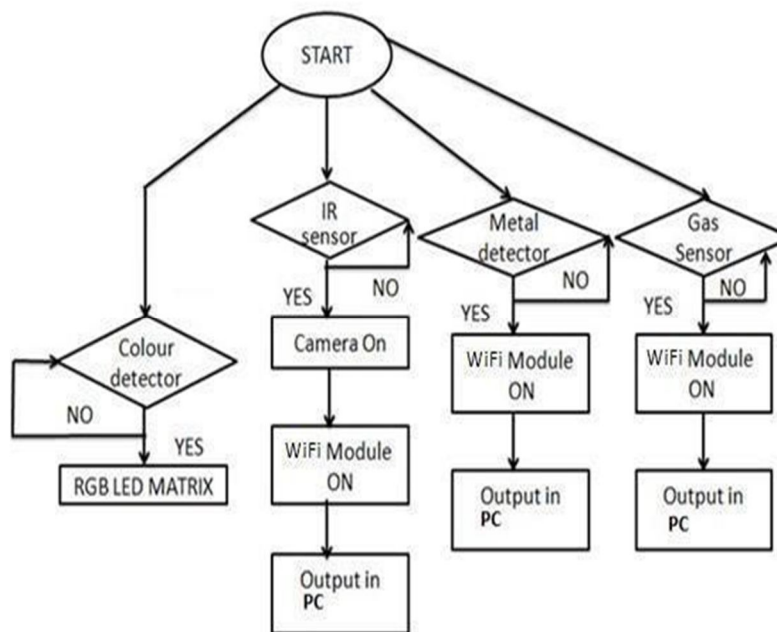 START
IR
sensor
NO
YES
Camera On
WiFi Module
ON
Output in
PC
Metal
detector
NO
YES
WiFi Module
ON
Output in
PC
Gas
Sensor
NO
YES
WiFi Module
ON
Output in
PC
Colour
detector
NO
YES
RGB LED MATRIX